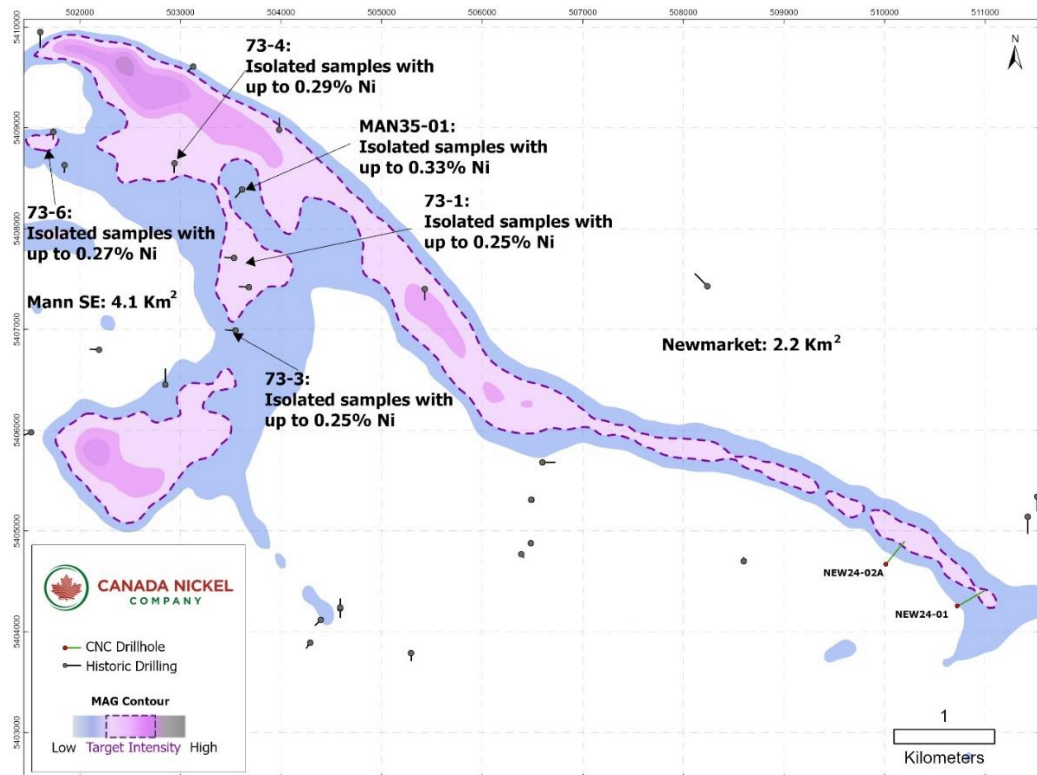 502000 503000 504000 505000 506000 507000 508000 509000 510000 511000
5410000
5409000
5408000
5407000
5406000
5405000
5404000
5403000
N
73-4:
Isolated samples with
up to 0.29% Ni
MAN35-01:
Isolated samples with
up to 0.33% Ni
73-1:
Isolated samples with
up to 0.25% Ni
73-6:
Isolated samples with
up to 0.27% Ni
Mann SE: 4.1 Km²
Newmarket: 2.2 Km²
73-3:
Isolated samples with
up to 0.25% Ni
NEW24-02A
NEW24-01
CANADA NICKEL
COMPANY
CNC Drillhole
Historic Drilling
MAG Contour
Low Target Intensity High
1
Kilometers